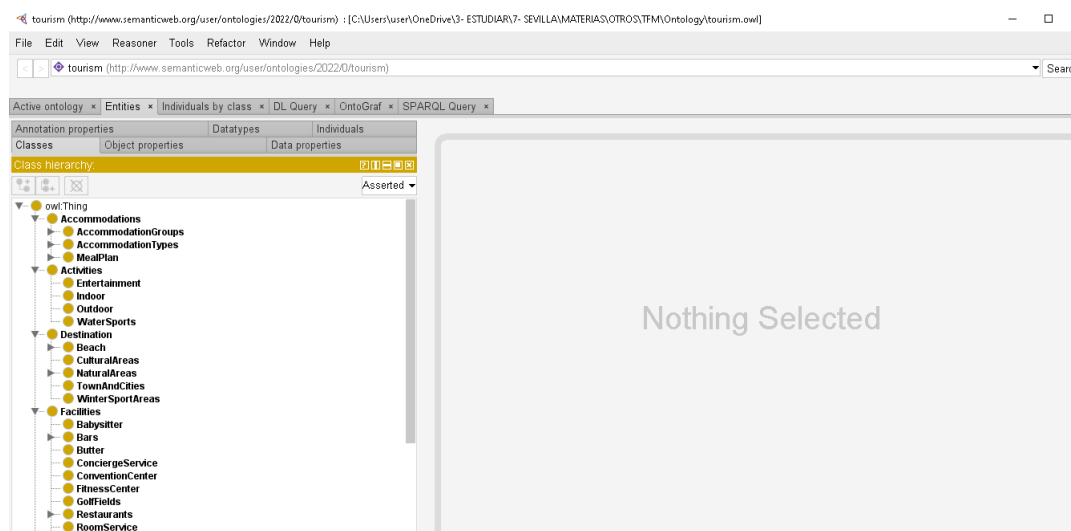 tourism (http://www.semanticweb.org/user/ontologies/2022/0/tourism) : [C:\Users\user\OneDrive\3- ESTUDIAR\7- SEVILLA\MATERIAS\OTROS\TFM\Ontology\tourism.owl]
File Edit View Reasoner Tools Refactor Window Help
< > tourism (http://www.semanticweb.org/user/ontologies/2022/0/tourism) Searc
Active ontology × Entities × Individuals by class × DL Query × OntoGraf × SPARQL Query ×
Annotation properties Datatypes Individuals
Classes Object properties Data properties
Class hierarchy:
Asserted
owl:Thing
Accommodations
AccommodationGroups
AccommodationTypes
MealPlan
Activities
Entertainment
Indoor
Outdoor
WaterSports
Destination
Beach
CulturalAreas
NaturalAreas
TownAndCities
WinterSportAreas
Facilities
Babysitter
Bars
Butter
ConciergeService
ConventionCenter
FitnessCenter
GolfFields
Restaurants
RoomService
Nothing Selected